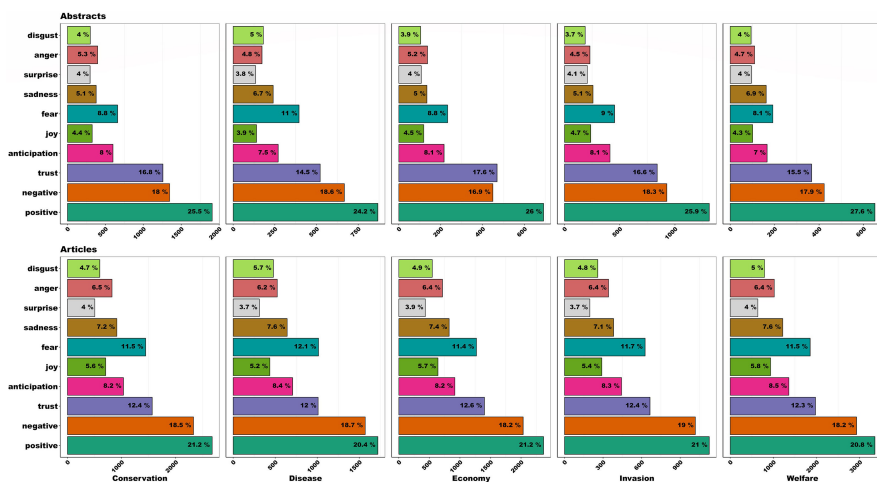 Abstracts
disgust 4 % 5 % 3.9 % 3.7 % 4 %
anger 5.3 % 4.8 % 5.2 % 4.5 % 4.7 %
surprise 4 % 3.8 % 4 % 4.1 % 4 %
sadness 5.1 % 6.7 % 5 % 5.1 % 6.9 %
fear 8.8 % 11 % 8.8 % 9 % 8.1 %
joy 4.4 % 3.9 % 4.5 % 4.7 % 4.3 %
anticipation 8 % 7.5 % 8.1 % 8.1 % 7 %
trust 16.8 % 14.5 % 17.6 % 16.6 % 15.5 %
negative 18 % 18.6 % 16.9 % 18.3 % 17.9 %
positive 25.5 % 24.2 % 26 % 25.9 % 27.6 %
0 500 1000 1500 2000 0 250 500 750 0 200 400 600 0 500 1000 0 200 400 600
Articles
disgust 4.7 % 5.7 % 4.9 % 4.8 % 5 %
anger 6.5 % 6.2 % 6.4 % 6.4 % 6.4 %
surprise 4 % 3.7 % 3.9 % 3.7 % 4 %
sadness 7.2 % 7.6 % 7.4 % 7.1 % 7.6 %
fear 11.5 % 12.1 % 11.4 % 11.7 % 11.5 %
joy 5.6 % 5.2 % 5.7 % 5.4 % 5.8 %
anticipation 8.2 % 8.4 % 8.2 % 8.3 % 8.5 %
trust 12.4 % 12 % 12.6 % 12.4 % 12.3 %
negative 18.5 % 18.7 % 18.2 % 19 % 18.2 %
positive 21.2 % 20.4 % 21.2 % 21 % 20.8 %
0 1000 2000 0 500 1000 1500 0 500 1000 1500 2000 0 300 600 900 0 1000 2000 3000
Conservation Disease Economy Invasion Welfare